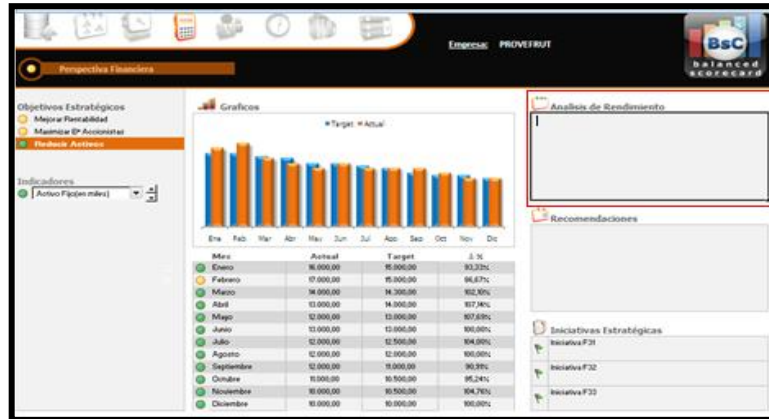 Empresa: PROVEFRUT
BsC
balanced
scorecard
Perspectiva Financiera
Objetivos Estratégicos
Mejorar Rentabilidad
Maximizar Bº Accionistas
Reducir Activos
Indicadores
Activo Fijo(en miles)
Graficos
Target Actual
Ene Feb Mar Abr May Jun Jul Ago Sep Oct Nov Dic
Mes Actual Target Δ %
Enero 16.000,00 15.000,00 93,33%
Febrero 17.000,00 15.000,00 86,67%
Marzo 14.000,00 14.300,00 102,10%
Abril 13.000,00 14.000,00 107,14%
Mayo 12.000,00 13.000,00 107,69%
Junio 13.000,00 13.000,00 100,00%
Julio 12.000,00 12.500,00 104,00%
Agosto 12.000,00 12.000,00 100,00%
Septiembre 12.000,00 11.000,00 90,91%
Octubre 11.000,00 10.500,00 95,24%
Noviembre 10.000,00 10.500,00 104,76%
Diciembre 10.000,00 10.000,00 100,00%
Analisis de Rendimiento
Recomendaciones
Iniciativas Estratégicas
Iniciativa F31
Iniciativa F32
Iniciativa F33